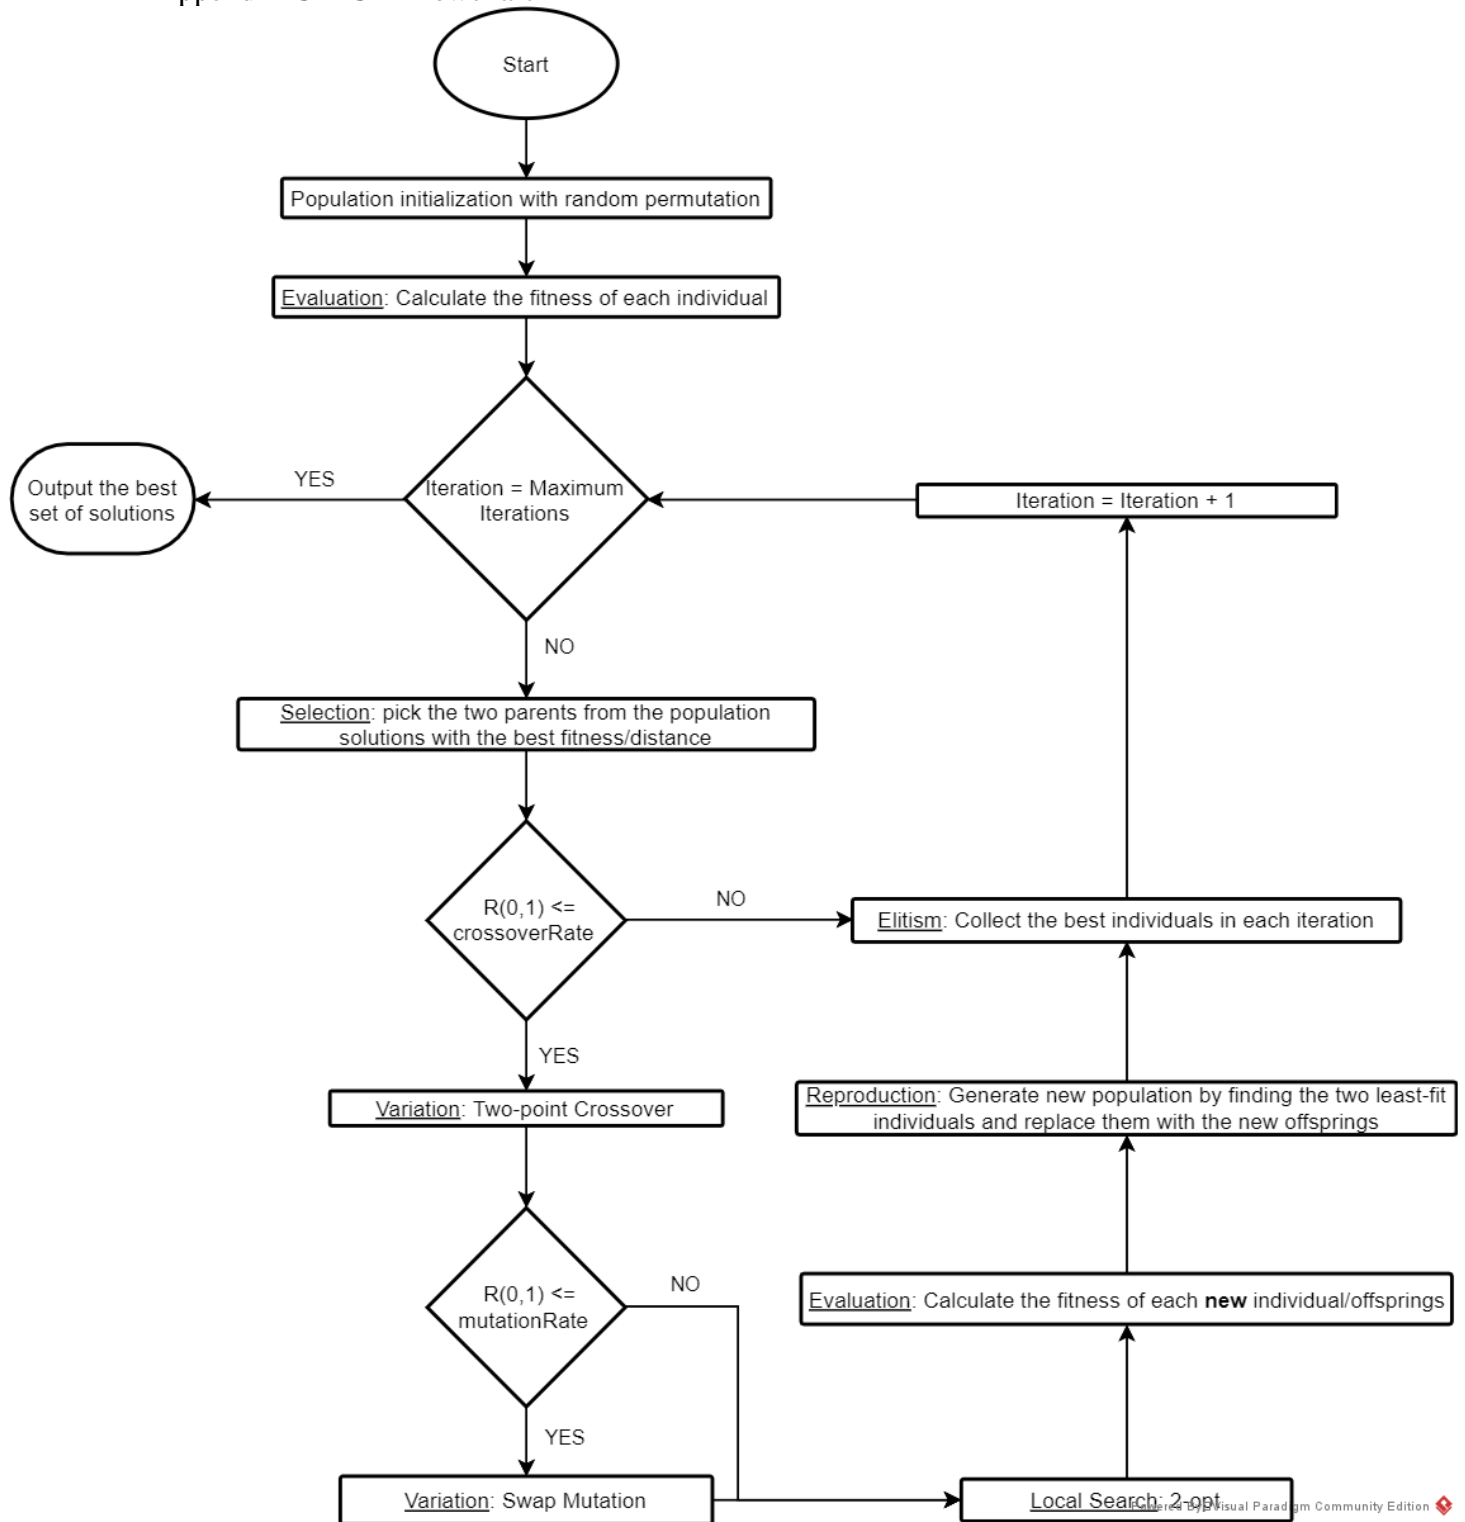 Start
Population initialization with random permutation
Evaluation: Calculate the fitness of each individual
Output the best
set of solutions
YES
Iteration = Maximum
Iterations
Iteration = Iteration + 1
NO
Selection: pick the two parents from the population
solutions with the best fitness/distance
R(0,1) <=
crossoverRate
NO
Elitism: Collect the best individuals in each iteration
YES
Variation: Two-point Crossover
Reproduction: Generate new population by finding the two least-fit
individuals and replace them with the new offsprings
R(0,1) <=
mutationRate
NO
Evaluation: Calculate the fitness of each new individual/offsprings
YES
Variation: Swap Mutation
Local Search: 2-opt
Powered By Visual Paradigm Community Edition